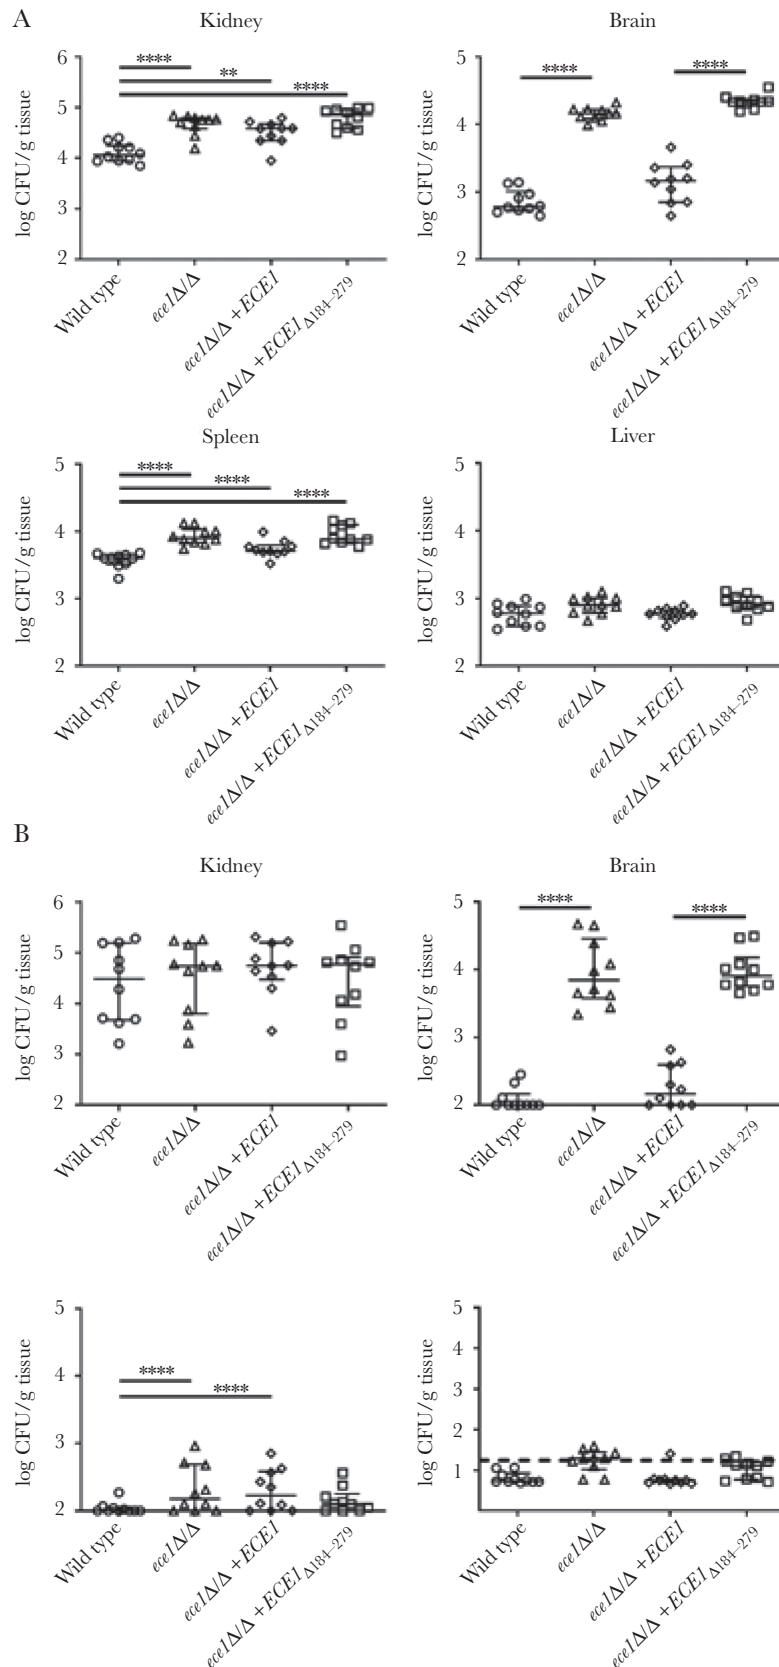 A
Kidney
Brain
log CFU/g tissue
6
5
4
3
2
****
**
****
Wild type
ece1Δ/Δ
ece1Δ/Δ +ECE1
ece1Δ/Δ +ECE1Δ184–279
log CFU/g tissue
5
4
3
2
****
****
Wild type
ece1Δ/Δ
ece1Δ/Δ +ECE1
ece1Δ/Δ +ECE1Δ184–279
Spleen
Liver
log CFU/g tissue
5
4
3
2
****
****
****
Wild type
ece1Δ/Δ
ece1Δ/Δ +ECE1
ece1Δ/Δ +ECE1Δ184–279
log CFU/g tissue
5
4
3
2
Wild type
ece1Δ/Δ
ece1Δ/Δ +ECE1
ece1Δ/Δ +ECE1Δ184–279
B
Kidney
Brain
log CFU/g tissue
6
5
4
3
2
Wild type
ece1Δ/Δ
ece1Δ/Δ +ECE1
ece1Δ/Δ +ECE1Δ184–279
log CFU/g tissue
5
4
3
2
****
****
Wild type
ece1Δ/Δ
ece1Δ/Δ +ECE1
ece1Δ/Δ +ECE1Δ184–279
log CFU/g tissue
5
4
3
2
****
****
Wild type
ece1Δ/Δ
ece1Δ/Δ +ECE1
ece1Δ/Δ +ECE1Δ184–279
log CFU/g tissue
5
4
3
2
1
Wild type
ece1Δ/Δ
ece1Δ/Δ +ECE1
ece1Δ/Δ +ECE1Δ184–279